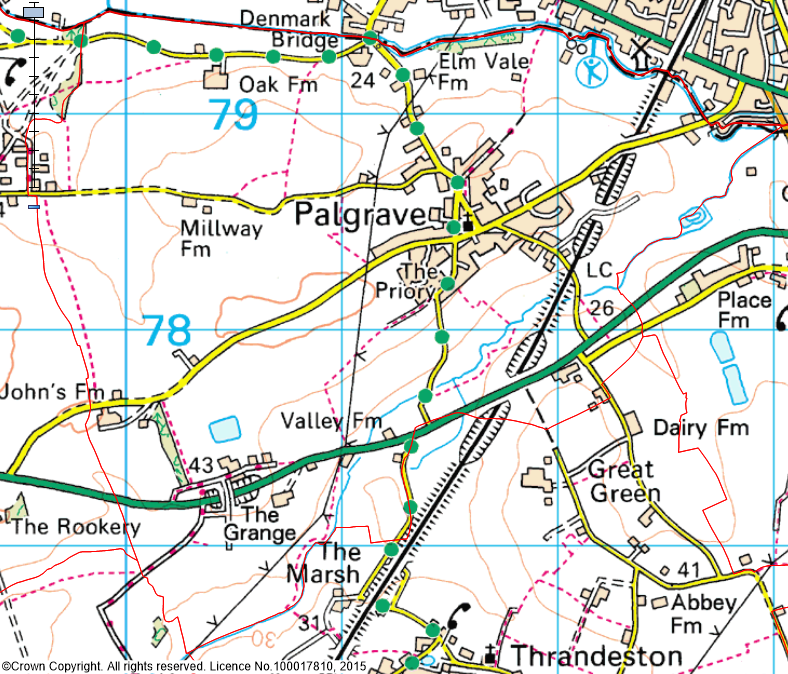 Denmark
Bridge
Elm Vale
Fm
24
Oak Fm
79
Palgrave
Millway
Fm
The
Priory
LC
26
Place
Fm
78
John's Fm
Valley Fm
Dairy Fm
43
Great
Green
The Rookery
The
Grange
The
Marsh
41
Abbey
Fm
31
30
Thrandeston
©Crown Copyright. All rights reserved. Licence No.100017810, 2015